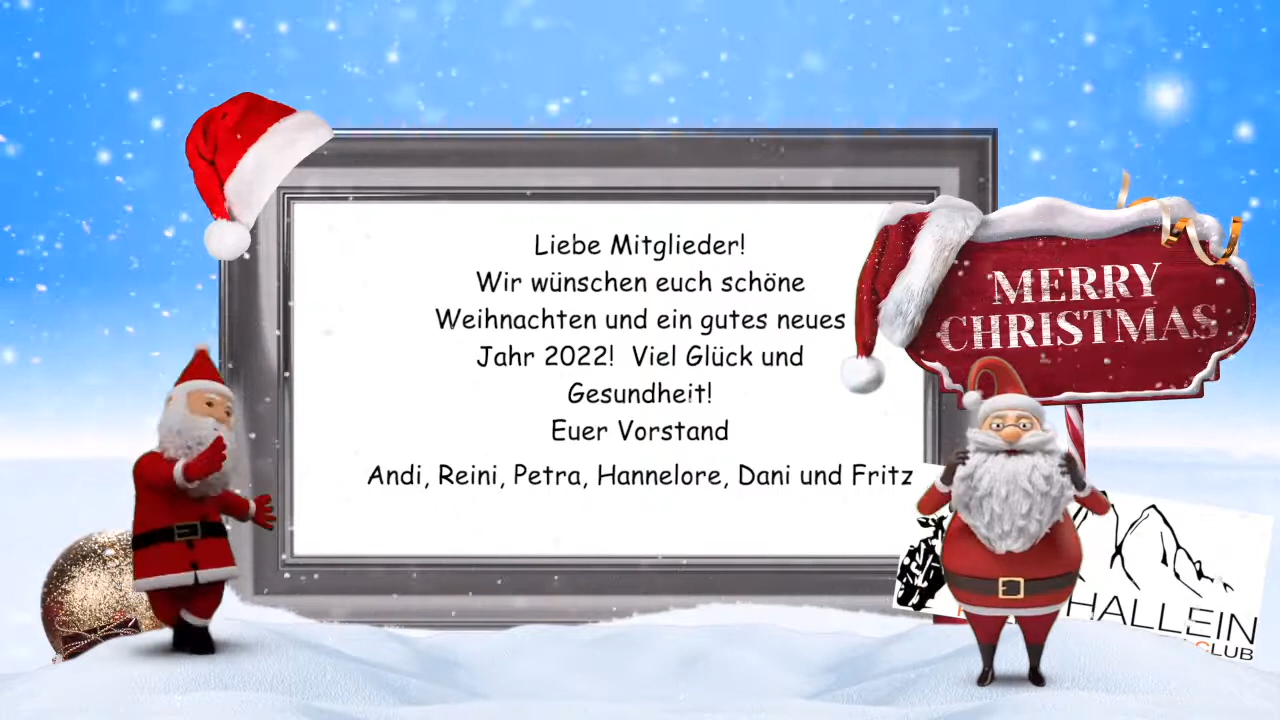 Liebe Mitglieder!
Wir wünschen euch schöne
Weihnachten und ein gutes neues
Jahr 2022!  Viel Glück und
Gesundheit!
Euer Vorstand
Andi, Reini, Petra, Hannelore, Dani und Fritz
MERRY
CHRISTMAS
HALLEIN
CLUB